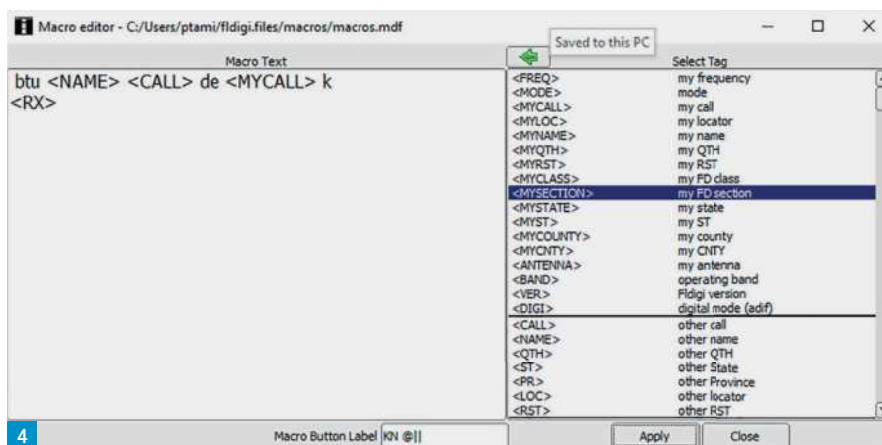 Macro editor - C:/Users/ptami/fldigi.files/macros/macros.mdf
Saved to this PC
Macro Text
Select Tag
btu <NAME> <CALL> de <MYCALL> k
<RX>
<FREQ> my frequency
<MODE> mode
<MYCALL> my call
<MYLOC> my locator
<MYNAME> my name
<MYQTH> my QTH
<MYRST> my RST
<MYCLASS> my FD class
<MYSECTION> my FD section
<MYSTATE> my state
<MYST> my ST
<MYCOUNTY> my county
<MYCNTY> my CNTY
<ANTENNA> my antenna
<BAND> operating band
<VER> Fldigi version
<DIGI> digital mode (adif)
<CALL> other call
<NAME> other name
<QTH> other QTH
<ST> other State
<PR> other Province
<LOC> other locator
<RST> other RST
4
Macro Button Label KN @||
Apply
Close